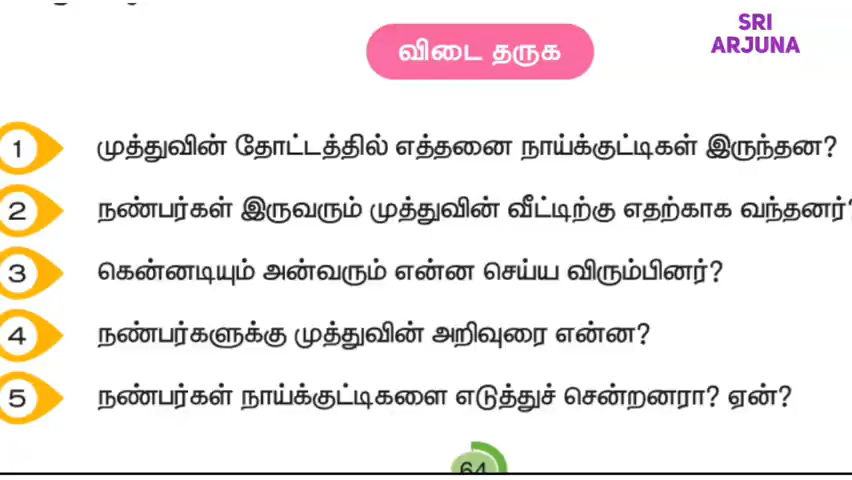 SRI
ARJUNA
விடை தருக
1 முத்துவின் தோட்டத்தில் எத்தனை நாய்க்குட்டிகள் இருந்தன?
2 நண்பர்கள் இருவரும் முத்துவின் வீட்டிற்கு எதற்காக வந்தனர்?
3 கென்னடியும் அன்வரும் என்ன செய்ய விரும்பினர்?
4 நண்பர்களுக்கு முத்துவின் அறிவுரை என்ன?
5 நண்பர்கள் நாய்க்குட்டிகளை எடுத்துச் சென்றனரா? ஏன்?
64